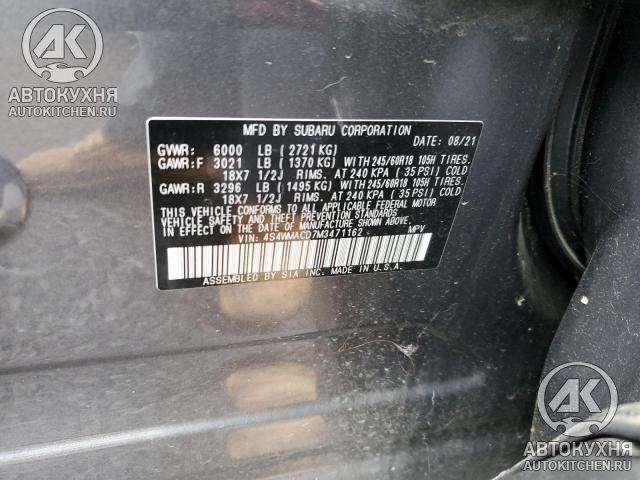 AK
АВТОКУХНЯ
AUTOKITCHEN.RU
MFD BY SUBARU CORPORATION DATE: 08/21
GVWR: 6000 LB (2721 KG)
GAWR:F 3021 LB (1370 KG) WITH 245/60R18 105H TIRES.
18X7 1/2J RIMS. AT 240 KPA (35 PSI) COLD
GAWR:R 3296 LB (1495 KG) WITH 245/60R18 105H TIRES.
18X7 1/2J RIMS. AT 240 KPA (35 PSI) COLD
THIS VEHICLE CONFORMS TO ALL APPLICABLE FEDERAL MOTOR
VEHICLE SAFETY, BUMPER, AND THEFT PREVENTION STANDARDS
IN EFFECT ON THE DATE OF MANUFACTURE SHOWN ABOVE.
VIN: 4S4WMACD7M3471162 MPV
ASSEMBLED BY SIA INC. MADE IN U.S.A.
AK
АВТОКУХНЯ
AUTOKITCHEN.RU